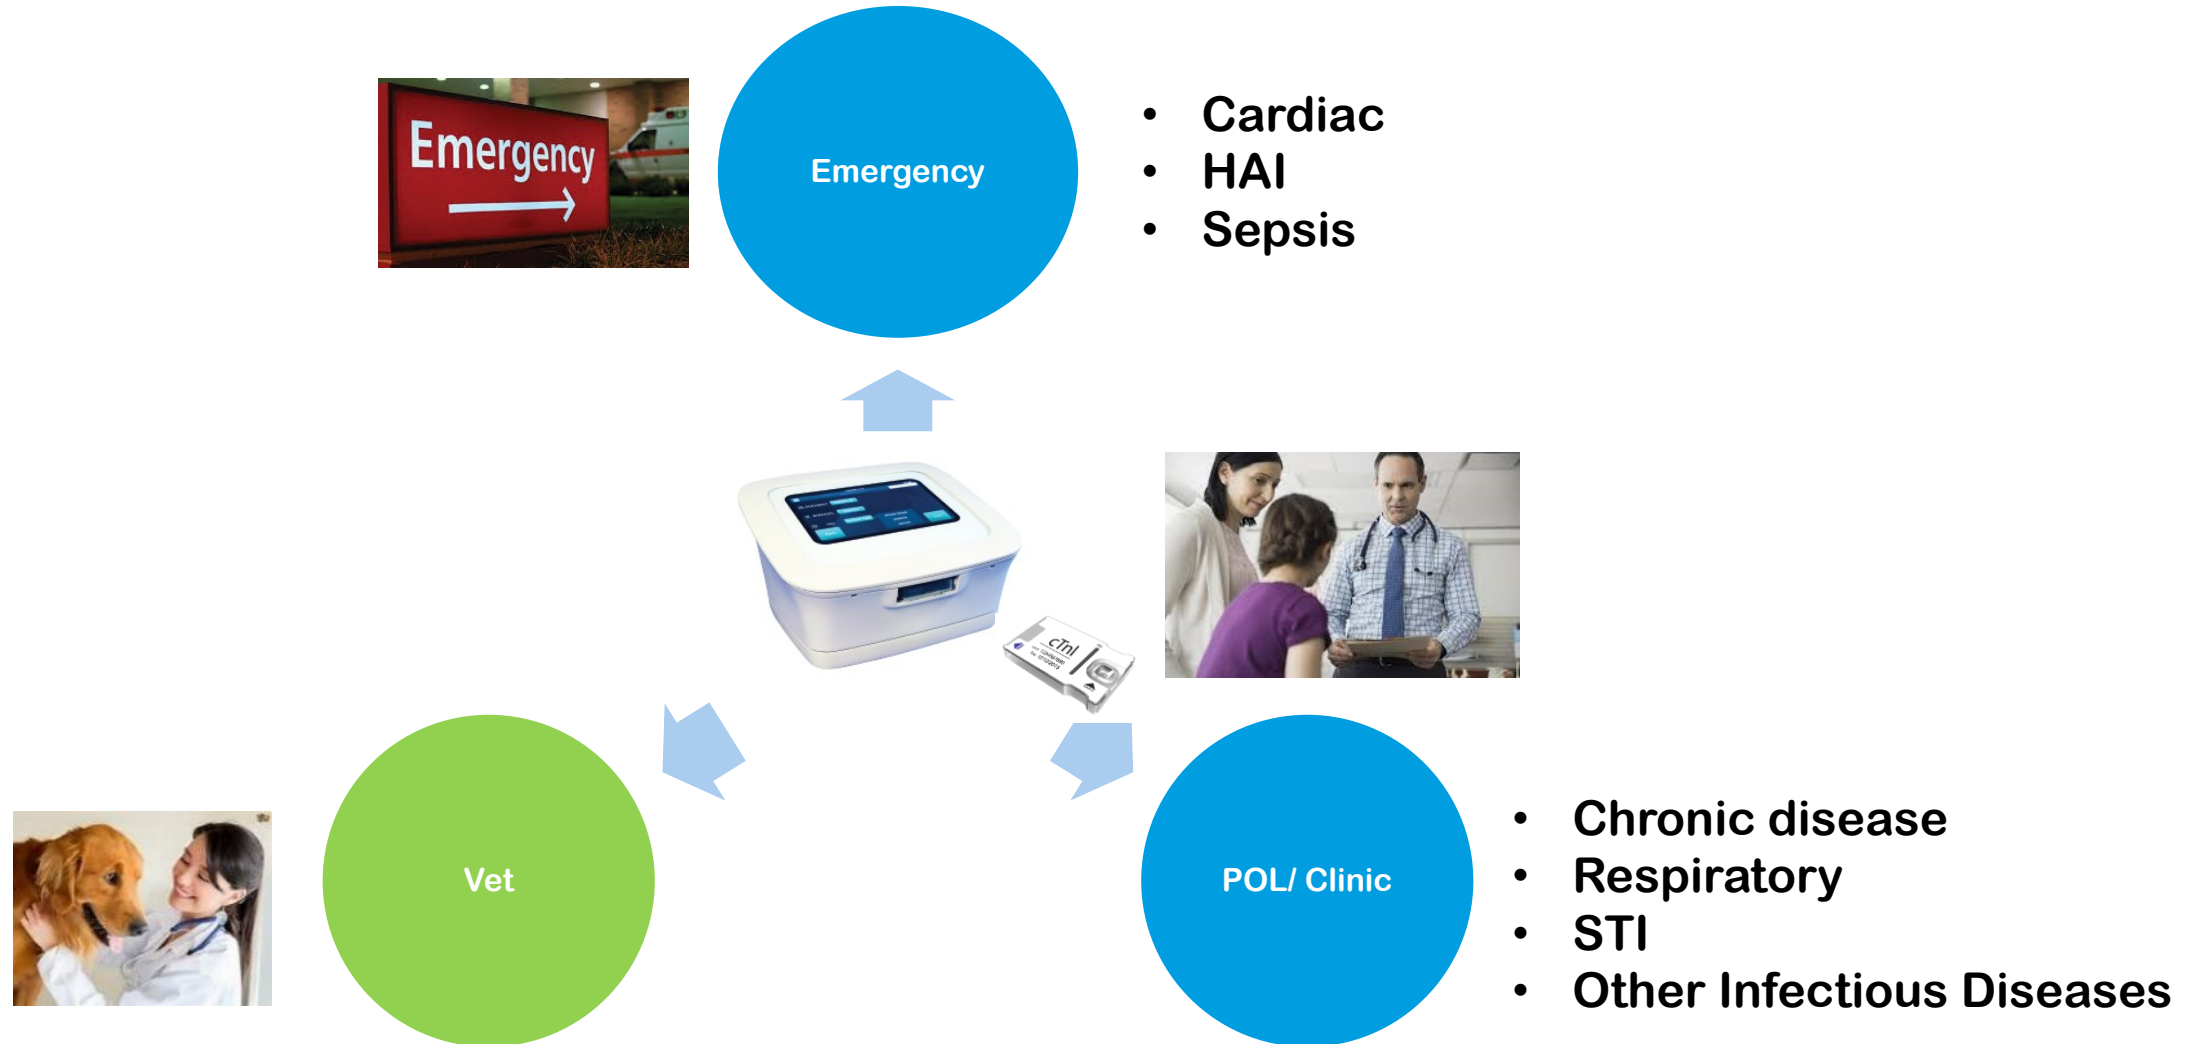 Emergency
Emergency
• Cardiac
• HAI
• Sepsis
cTnI
Vet
POL/ Clinic
• Chronic disease
• Respiratory
• STI
• Other Infectious Diseases